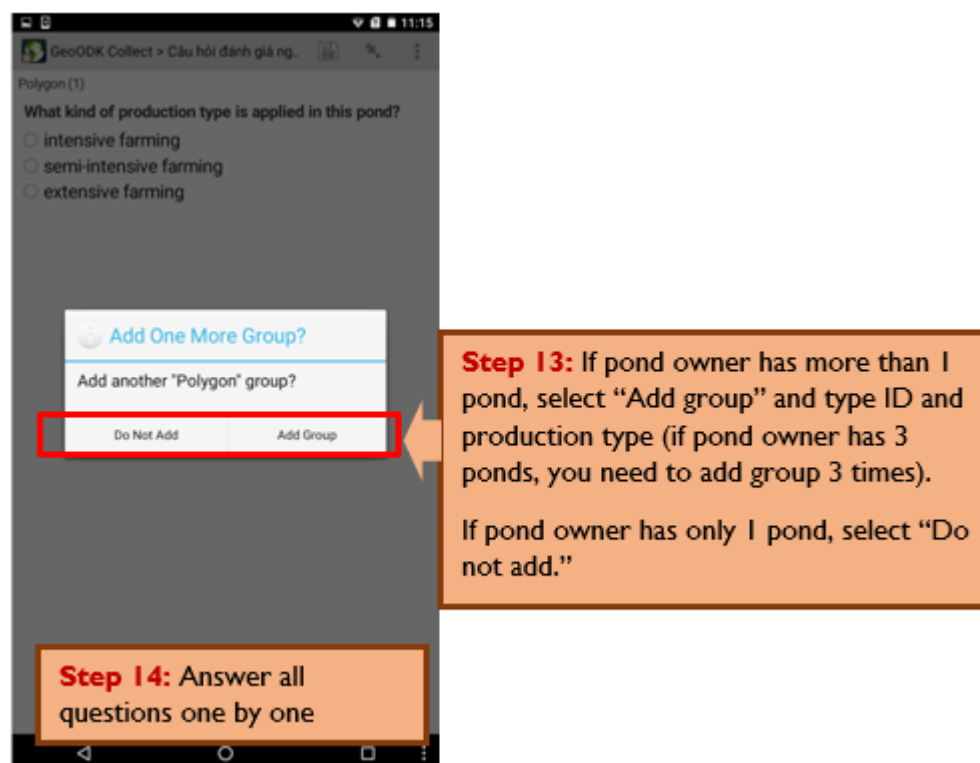 11:15
GeoODK Collect > Câu hỏi đánh giá ng..
Polygon (1)
What kind of production type is applied in this pond?
intensive farming
semi-intensive farming
extensive farming
Add One More Group?
Add another "Polygon" group?
Do Not Add
Add Group
Step 13: If pond owner has more than 1
pond, select “Add group” and type ID and
production type (if pond owner has 3
ponds, you need to add group 3 times).
If pond owner has only 1 pond, select “Do
not add.”
Step 14: Answer all
questions one by one